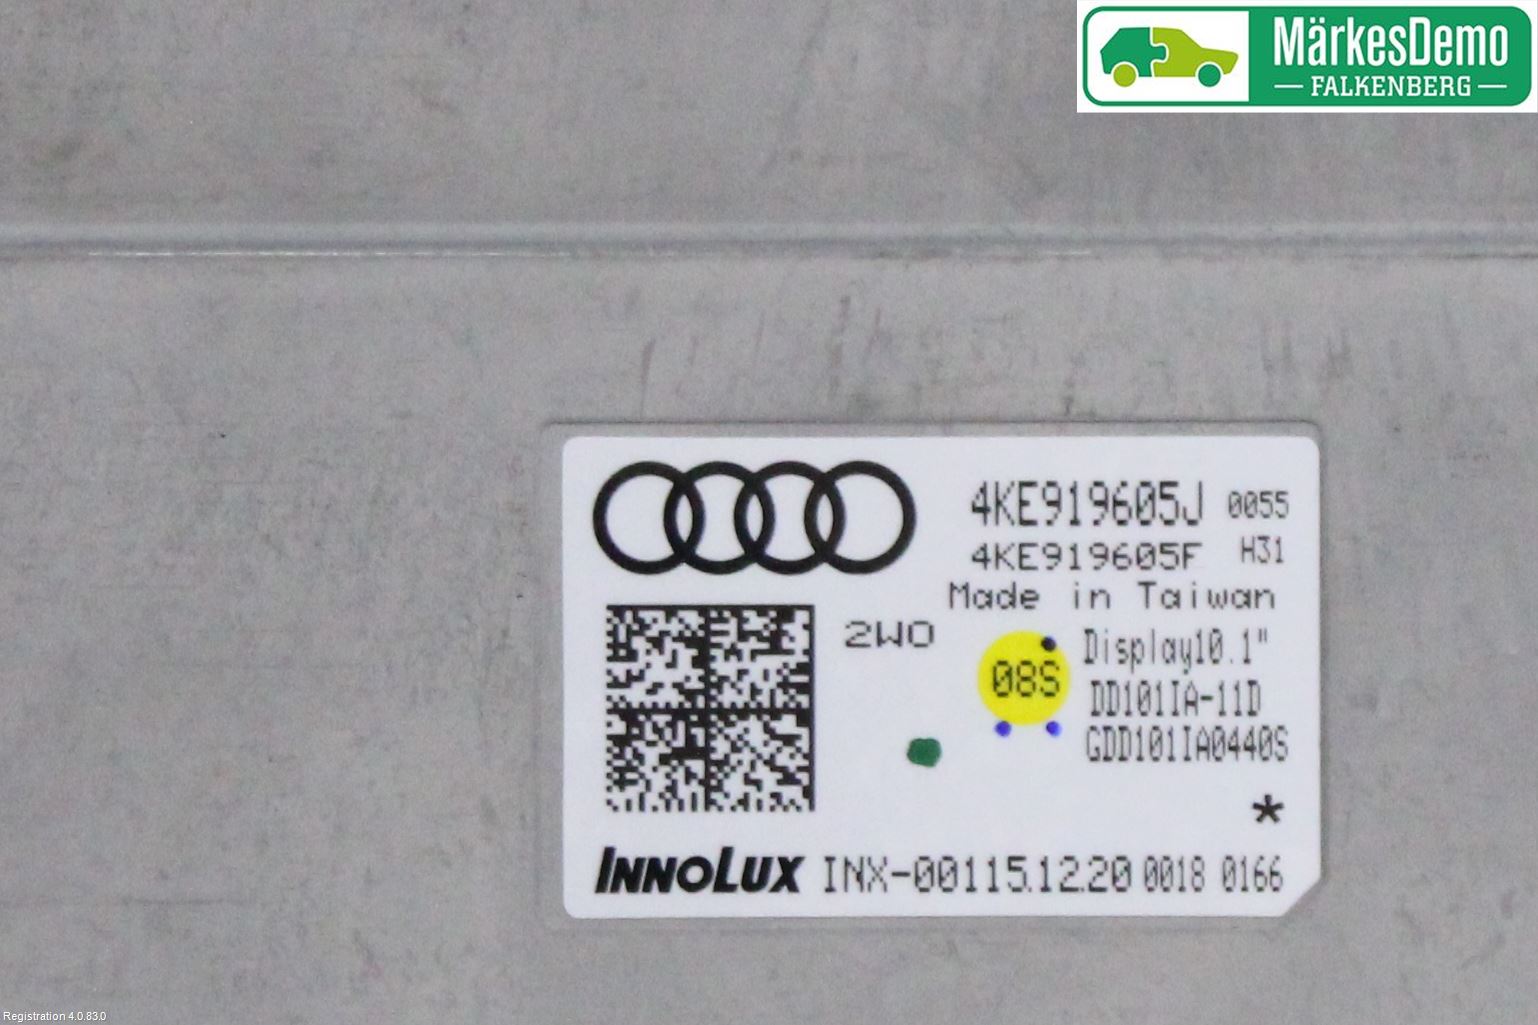 MärkesDemo
FALKENBERG
4KE919605J 0055
4KE919605F H31
Made in Taiwan
2WO
08S
Display10.1"
DD101IA-11D
GDD101IA0440S
*
INNOLUX INX-00115.12.20 0018 0166
Registration 4.0.83.0